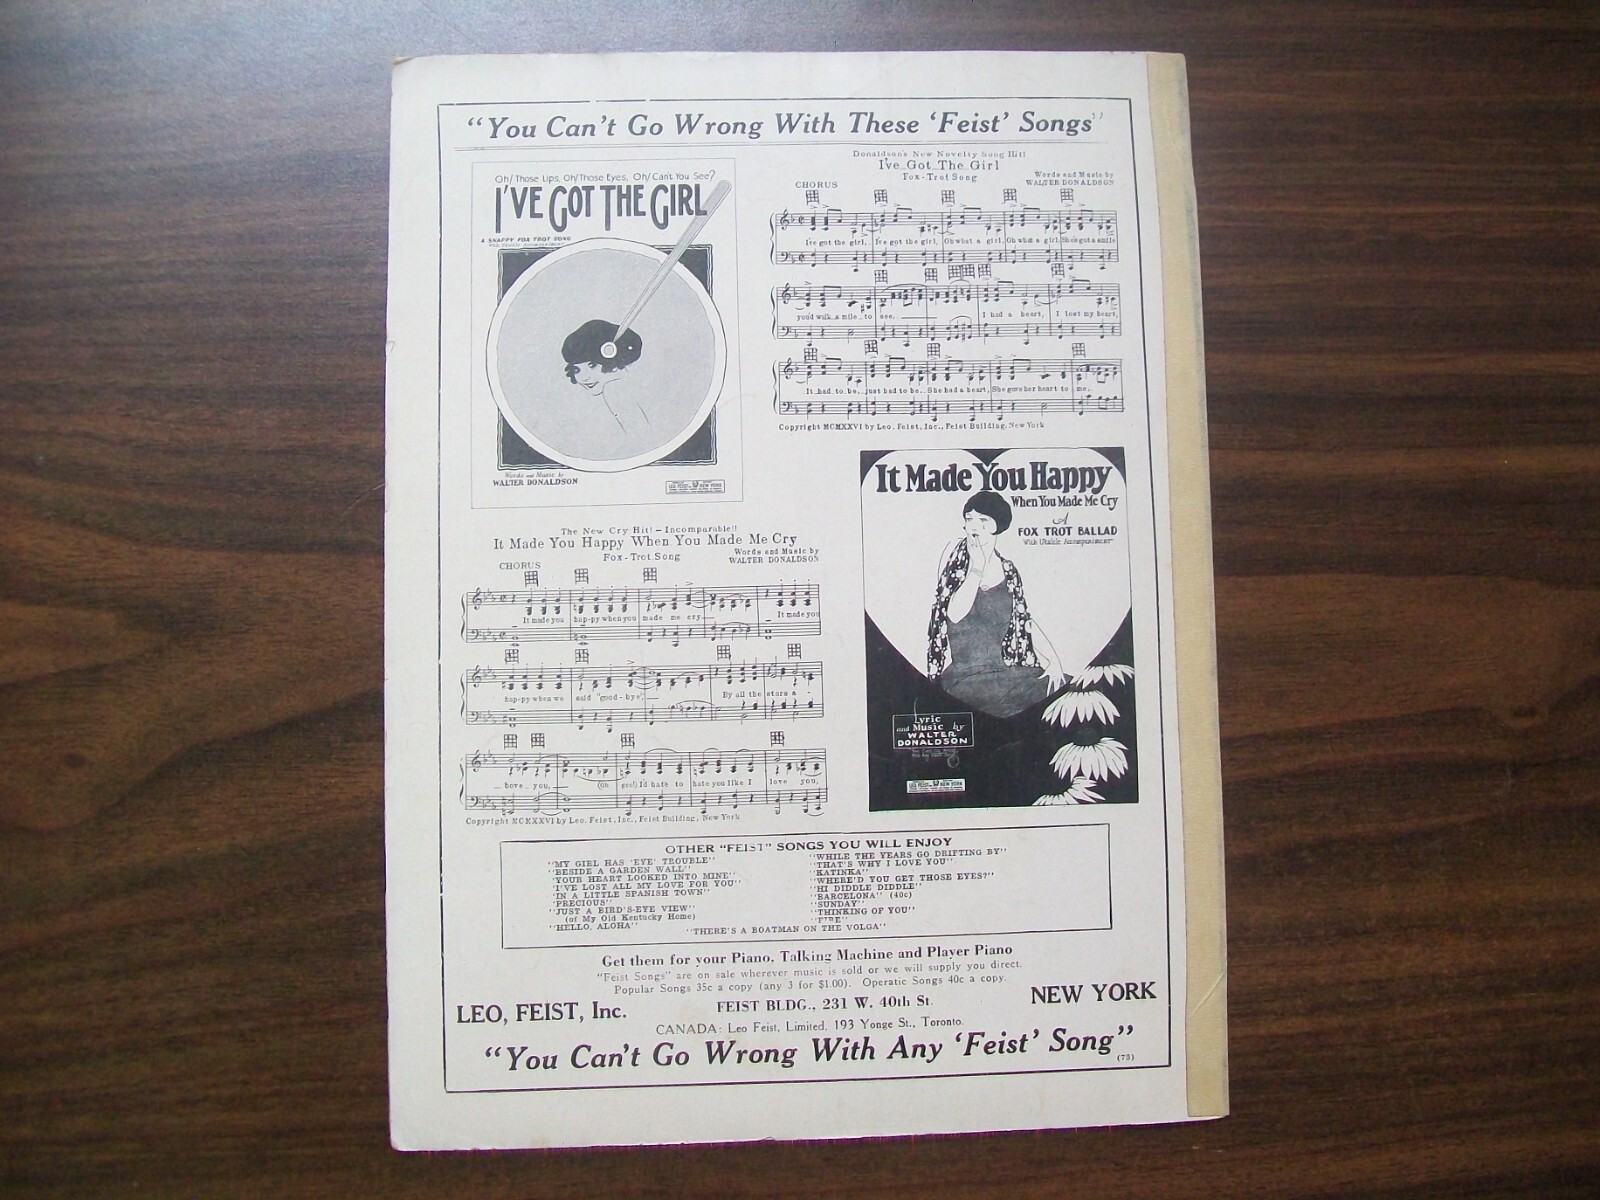 "You Can't Go Wrong With These 'Feist' Songs"
Oh! Those Lips, Oh! Those Eyes, Oh! Can't You See?
I'VE GOT THE GIRL
A SNAPPY FOX TROT SONG
Words and Music by
WALTER DONALDSON
LEO FEIST NEW YORK
Donaldson's New Novelty Song Hit!
I've Got The Girl
Fox-Trot Song
Words and Music by
WALTER DONALDSON
CHORUS
I've got the girl, I've got the girl, Oh what a girl, Oh what a girl, She's got a smile
you'd walk a mile to see, I had a heart, I lost my heart,
It had to be, just had to be, She had a heart, She gave her heart to me,
Copyright MCMXXVI by Leo. Feist, Inc., Feist Building, New York
It Made You Happy
When You Made Me Cry
A
FOX TROT BALLAD
With Ukulele Accompaniment
Lyric
and Music by
WALTER
DONALDSON
LEO FEIST NEW YORK
The New Cry Hit! - Incomparable!!
It Made You Happy When You Made Me Cry
Fox-Trot Song
Words and Music by
WALTER DONALDSON
CHORUS
It made you hap-py when you made me cry It made you
hap-py when we said "good-bye", By all the stars a-
bove you, (Oh gee!) I'd hate to hate you like I love you,
Copyright MCMXXVI by Leo. Feist, Inc., Feist Building, New York
OTHER "FEIST" SONGS YOU WILL ENJOY
"MY GIRL HAS 'EYE' TROUBLE"
"BESIDE A GARDEN WALL"
"YOUR HEART LOOKED INTO MINE"
"I'VE LOST ALL MY LOVE FOR YOU"
"IN A LITTLE SPANISH TOWN"
"PRECIOUS"
"JUST A BIRD'S-EYE VIEW"
(of My Old Kentucky Home)
"HELLO, ALOHA"
"WHILE THE YEARS GO DRIFTING BY"
"THAT'S WHY I LOVE YOU"
"KATINKA"
"WHERE'D YOU GET THOSE EYES?"
"HI DIDDLE DIDDLE"
"BARCELONA" (40c)
"SUNDAY"
"THINKING OF YOU"
"FIRE"
"THERE'S A BOATMAN ON THE VOLGA"
Get them for your Piano, Talking Machine and Player Piano
"Feist Songs" are on sale wherever music is sold or we will supply you direct.
Popular Songs 35c a copy (any 3 for $1.00). Operatic Songs 40c a copy.
LEO, FEIST, Inc. FEIST BLDG., 231 W. 40th St. NEW YORK
CANADA: Leo Feist, Limited, 193 Yonge St., Toronto.
"You Can't Go Wrong With Any 'Feist' Song"
(75)